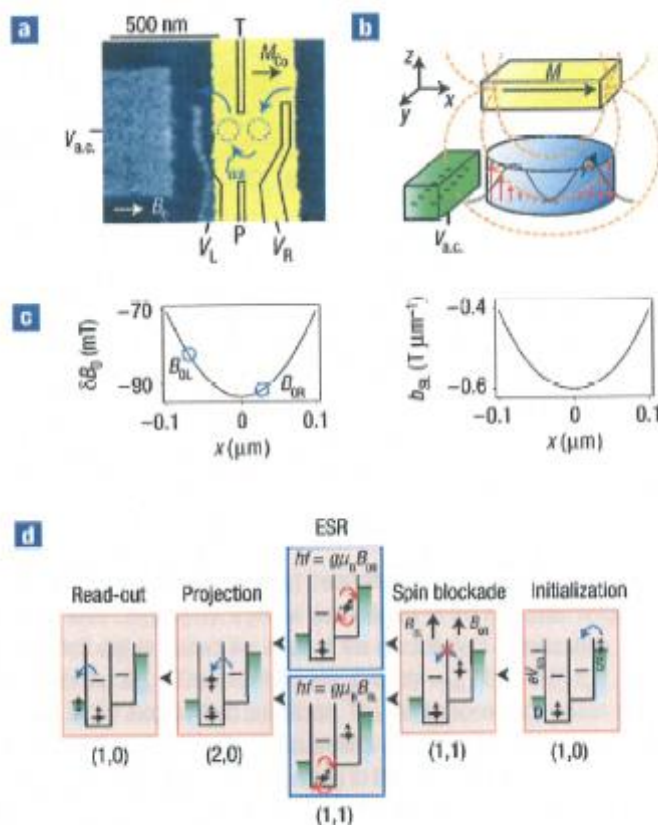 a
500 nm
T
M_Co
V_a.c.
B
V_L
P
V_R
b
z
x
y
M
V_a.c.
c
−70
−90
δB_0 (mT)
B_0L
B_0R
−0.1 0 0.1
x (μm)
−0.4
−0.6
b_SL (T μm⁻¹)
−0.1 0 0.1
x (μm)
d
ESR
Read-out
Projection
hf = gμ_B B_0R
Spin blockade
Initialization
B_0L
B_0R
hf = gμ_B B_0L
D
(1,0)
(2,0)
(1,1)
(1,1)
(1,0)